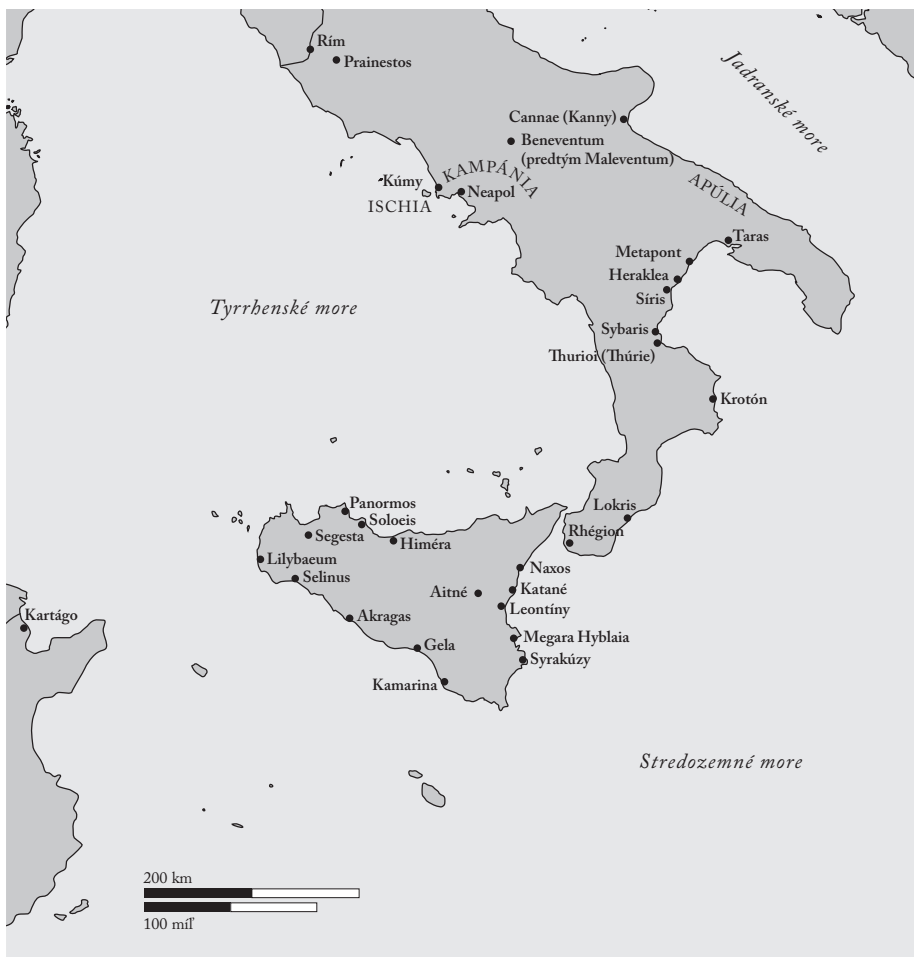 Rím
Prainestos
Jadranské more
Cannae (Kanny)
Beneventum
(predtým Maleventum)
KAMPÁNIA
Kúmy
Neapol
ISCHIA
APÚLIA
Taras
Metapont
Heraklea
Síris
Tyrrhenské more
Sybaris
Thurioi (Thúrie)
Krotón
Panormos
Soloeis
Lokris
Segesta
Himéra
Rhégion
Lilybaeum
Naxos
Selinus
Aitné
Katané
Leontíny
Kartágo
Akragas
Megara Hyblaia
Gela
Syrakúzy
Kamarina
Stredozemné more
200 km
100 míľ